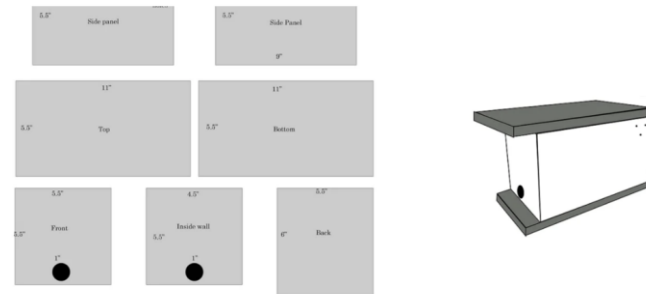 5.5" Side panel
5.5" Side Panel
9"
11"
5.5" Top
11"
5.5" Bottom
5.5"
Front
5.5"
1"
4.5"
Inside wall
5.5"
1"
5.5"
6" Back